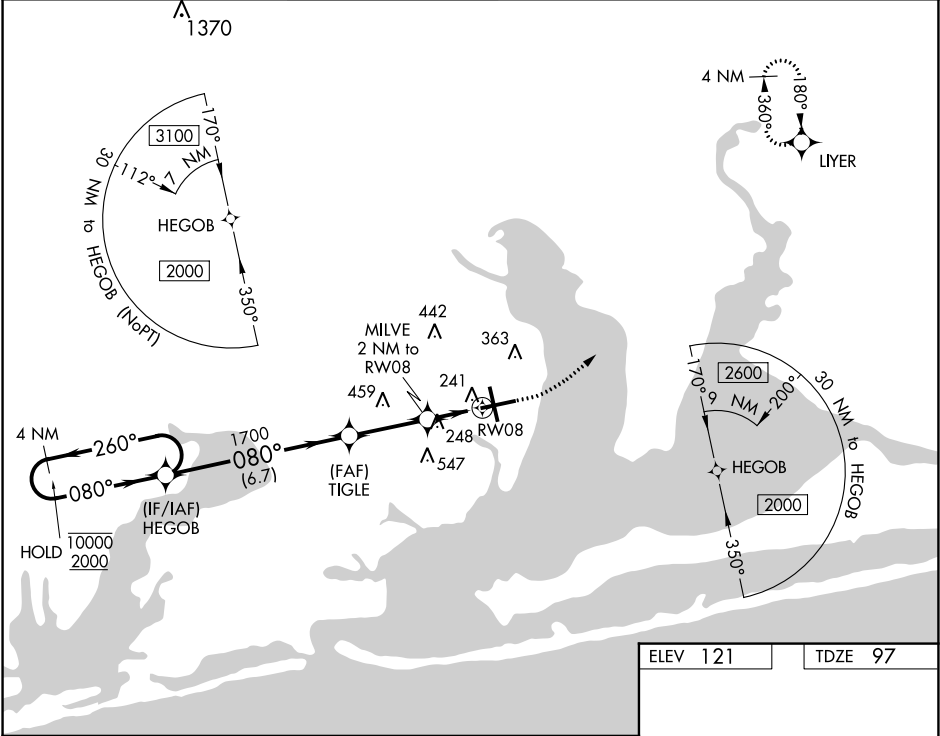 1370
3100
170°
30 NM to HEGOB (NoPT)
112°
7 NM
HEGOB
2000
350°
4 NM
360°
180°
LIYER
442
MILVE
2 NM to
RW08
363
459
241
248
RW08
547
4 NM
260°
080°
1700
080°
(6.7)
(FAF)
TIGLE
(IF/IAF)
HEGOB
HOLD
10000
2000
170°
2600
200°
9 NM
30 NM to HEGOB
HEGOB
2000
350°
ELEV 121
TDZE 97